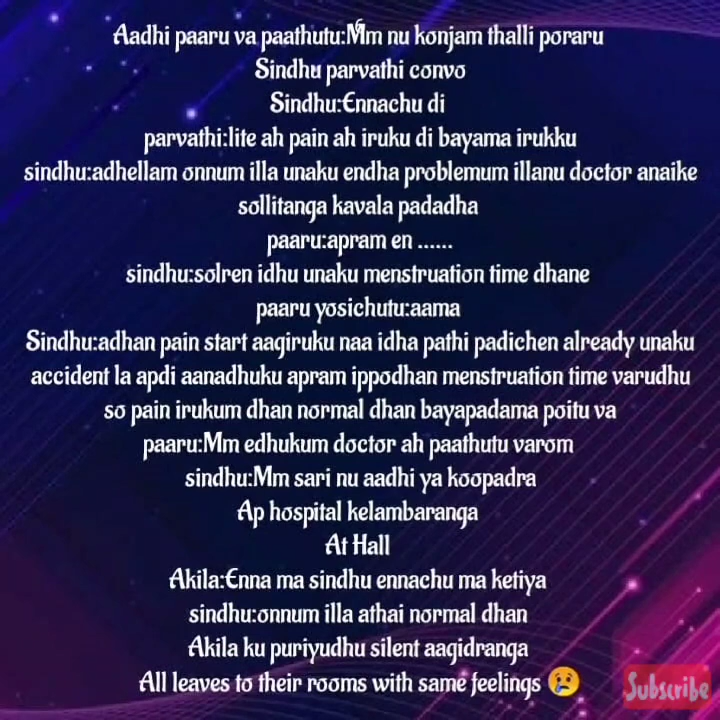 Aadhi paaru va paathutu:Mm nu konjam thalli poraru
Sindhu parvathi convo
Sindhu:Ennachu di
parvathi:lite ah pain ah iruku di bayama irukku
sindhu:adhellam onnum illa unaku endha problemum illanu doctor anaike
sollitanga kavala padadha
paaru:apram en ......
sindhu:solren idhu unaku menstruation time dhane
paaru yosichutu:aama
Sindhu:adhan pain start aagiruku naa idha pathi padichen already unaku
accident la apdi aanadhuku apram ippodhan menstruation time varudhu
so pain irukum dhan normal dhan bayapadama poitu va
paaru:Mm edhukum doctor ah paathutu varom
sindhu:Mm sari nu aadhi ya koopadra
Ap hospital kelambaranga
At Hall
Akila:Enna ma sindhu ennachu ma ketiya
sindhu:onnum illa athai normal dhan
Akila ku puriyudhu silent aagidranga
All leaves to their rooms with same feelings 😢
Subscribe